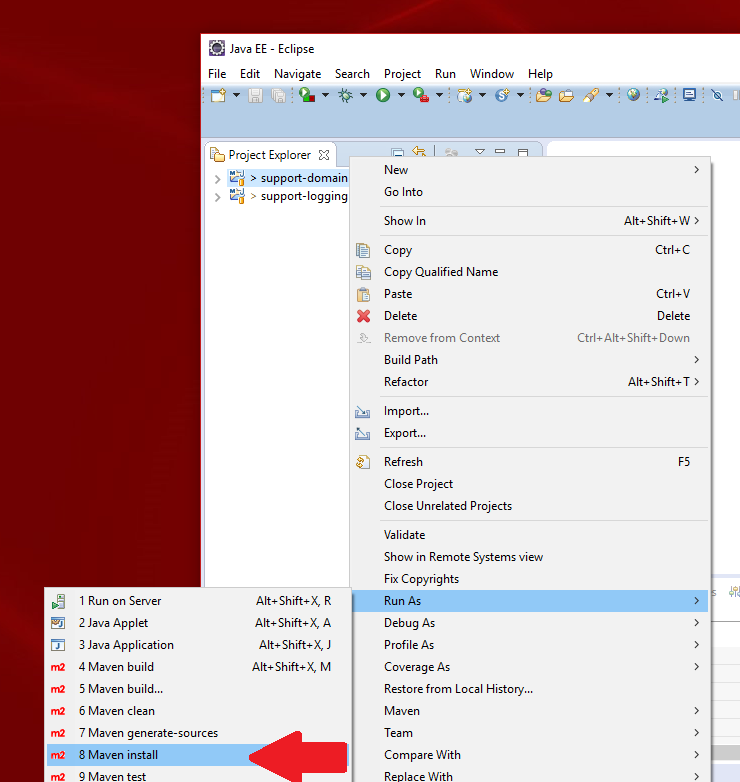 Java EE - Eclipse
File Edit Navigate Search Project Run Window Help
Project Explorer
> support-domain
> support-logging
New
Go Into
Show In Alt+Shift+W
Copy Ctrl+C
Copy Qualified Name
Paste Ctrl+V
Delete Delete
Remove from Context Ctrl+Alt+Shift+Down
Build Path
Refactor Alt+Shift+T
Import...
Export...
Refresh F5
Close Project
Close Unrelated Projects
Validate
Show in Remote Systems view
Fix Copyrights
Run As
Debug As
Profile As
Coverage As
Restore from Local History...
Maven
Team
Compare With
Replace With
1 Run on Server Alt+Shift+X, R
2 Java Applet Alt+Shift+X, A
3 Java Application Alt+Shift+X, J
m2 4 Maven build Alt+Shift+X, M
m2 5 Maven build...
m2 6 Maven clean
m2 7 Maven generate-sources
m2 8 Maven install
m2 9 Maven test